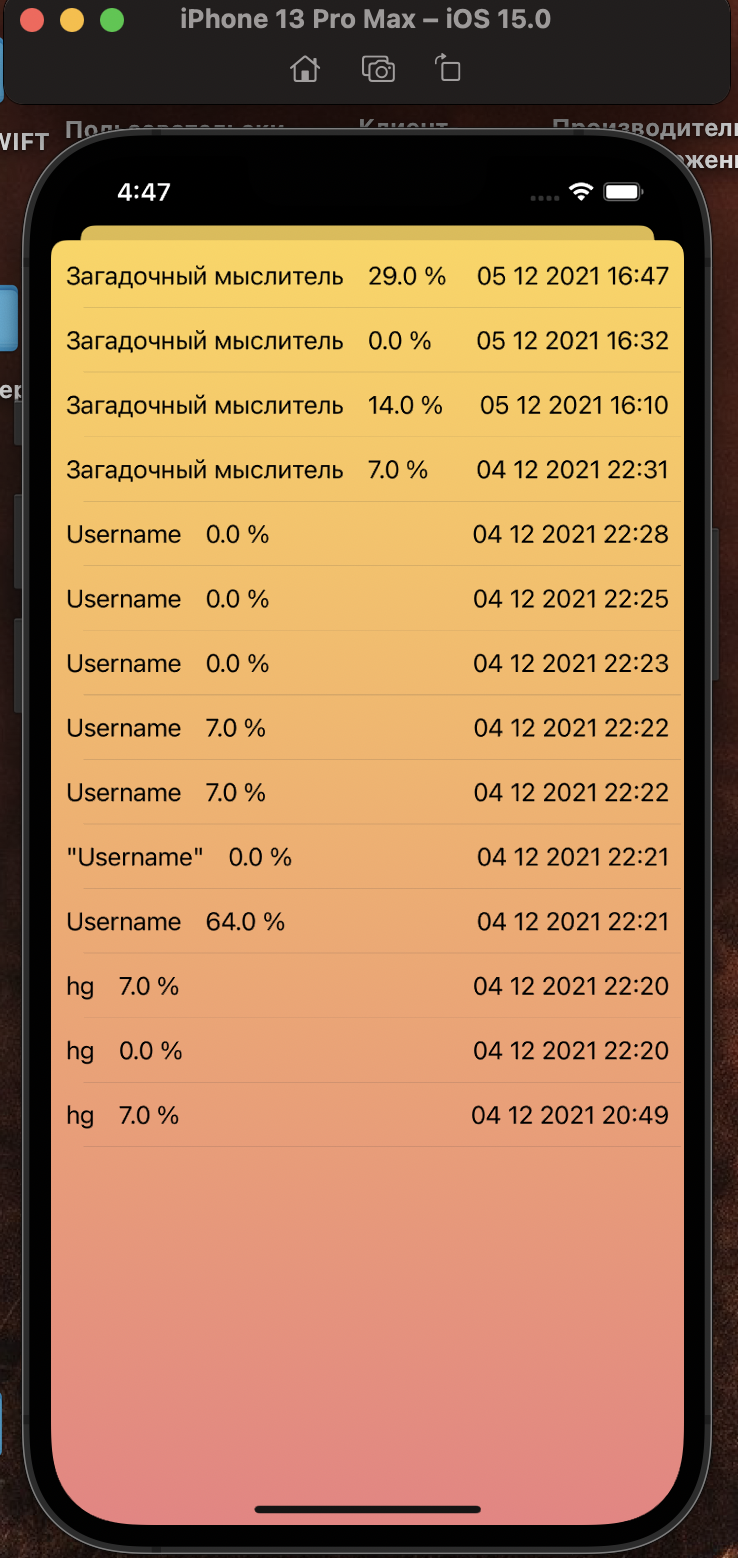 iPhone 13 Pro Max – iOS 15.0
4:47
Загадочный мыслитель 29.0 % 05 12 2021 16:47
Загадочный мыслитель 0.0 % 05 12 2021 16:32
Загадочный мыслитель 14.0 % 05 12 2021 16:10
Загадочный мыслитель 7.0 % 04 12 2021 22:31
Username 0.0 % 04 12 2021 22:28
Username 0.0 % 04 12 2021 22:25
Username 0.0 % 04 12 2021 22:23
Username 7.0 % 04 12 2021 22:22
Username 7.0 % 04 12 2021 22:22
"Username" 0.0 % 04 12 2021 22:21
Username 64.0 % 04 12 2021 22:21
hg 7.0 % 04 12 2021 22:20
hg 0.0 % 04 12 2021 22:20
hg 7.0 % 04 12 2021 20:49